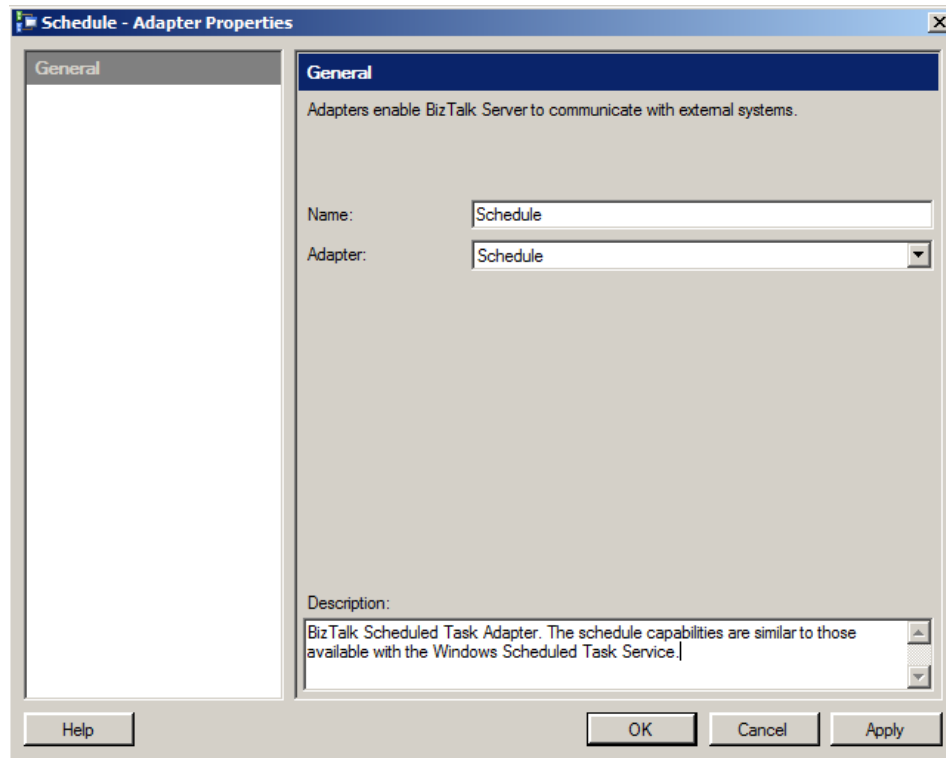 Schedule - Adapter Properties
General
General
Adapters enable BizTalk Server to communicate with external systems.
Name:
Schedule
Adapter:
Schedule
Description:
BizTalk Scheduled Task Adapter. The schedule capabilities are similar to those
available with the Windows Scheduled Task Service.
Help
OK
Cancel
Apply